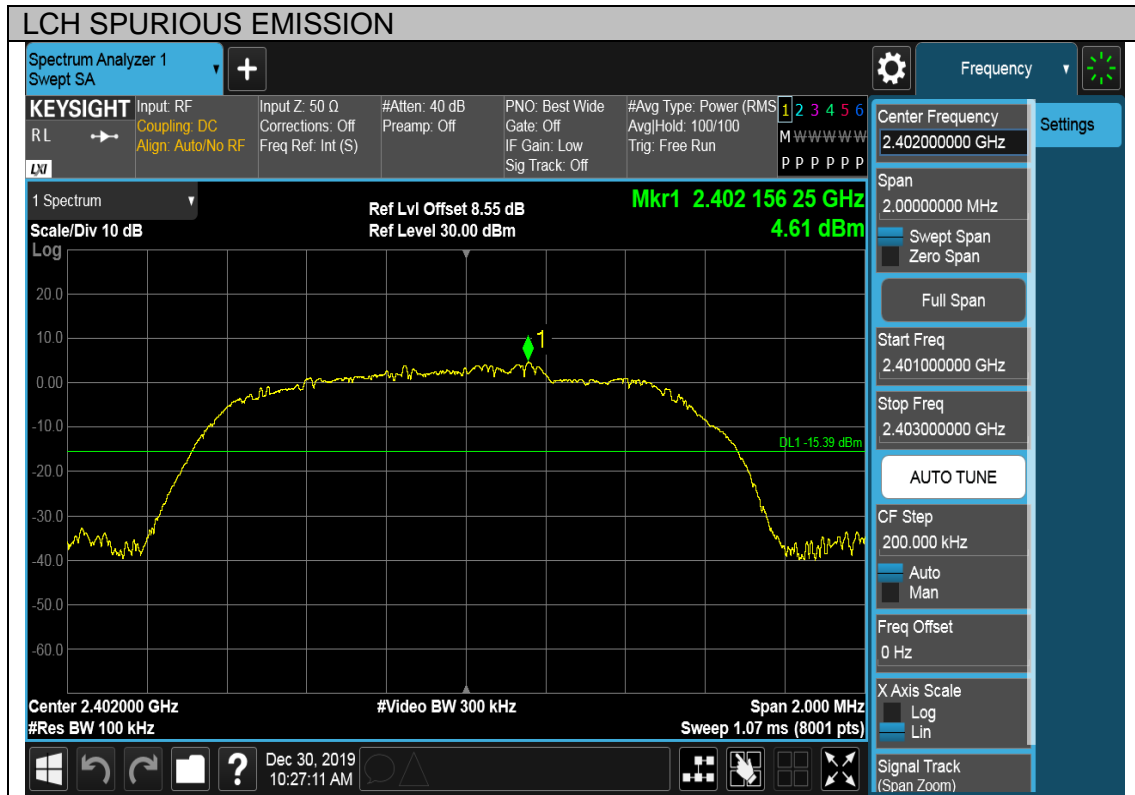 LCH SPURIOUS EMISSION
Spectrum Analyzer 1
Swept SA
+
Frequency
KEYSIGHT
RL
LXI
Input: RF
Coupling: DC
Align: Auto/No RF
Input Z: 50 Ω
Corrections: Off
Freq Ref: Int (S)
#Atten: 40 dB
Preamp: Off
PNO: Best Wide
Gate: Off
IF Gain: Low
Sig Track: Off
#Avg Type: Power (RMS
Avg|Hold: 100/100
Trig: Free Run
1 2 3 4 5 6
M W W W W W
P P P P P P
1 Spectrum
Scale/Div 10 dB
Log
Ref Lvl Offset 8.55 dB
Ref Level 30.00 dBm
Mkr1 2.402 156 25 GHz
4.61 dBm
20.0
10.0
0.00
-10.0
-20.0
-30.0
-40.0
-50.0
-60.0
1
DL1 -15.39 dBm
Center 2.402000 GHz
#Res BW 100 kHz
#Video BW 300 kHz
Span 2.000 MHz
Sweep 1.07 ms (8001 pts)
?
Dec 30, 2019
10:27:11 AM
Center Frequency
2.402000000 GHz
Settings
Span
2.00000000 MHz
Swept Span
Zero Span
Full Span
Start Freq
2.401000000 GHz
Stop Freq
2.403000000 GHz
AUTO TUNE
CF Step
200.000 kHz
Auto
Man
Freq Offset
0 Hz
X Axis Scale
Log
Lin
Signal Track
(Span Zoom)